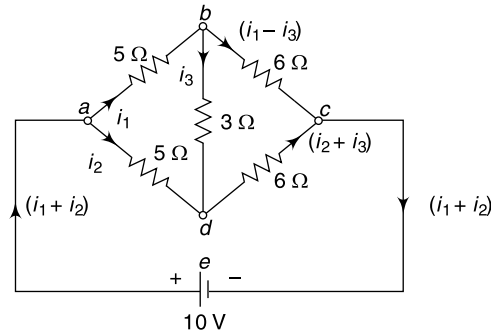 b
(i₁ – i₃)
5 Ω
6 Ω
i₃
a
c
i₁
3 Ω
i₂
5 Ω
(i₂ + i₃)
6 Ω
(i₁ + i₂)
(i₁ + i₂)
d
e
+ –
10 V